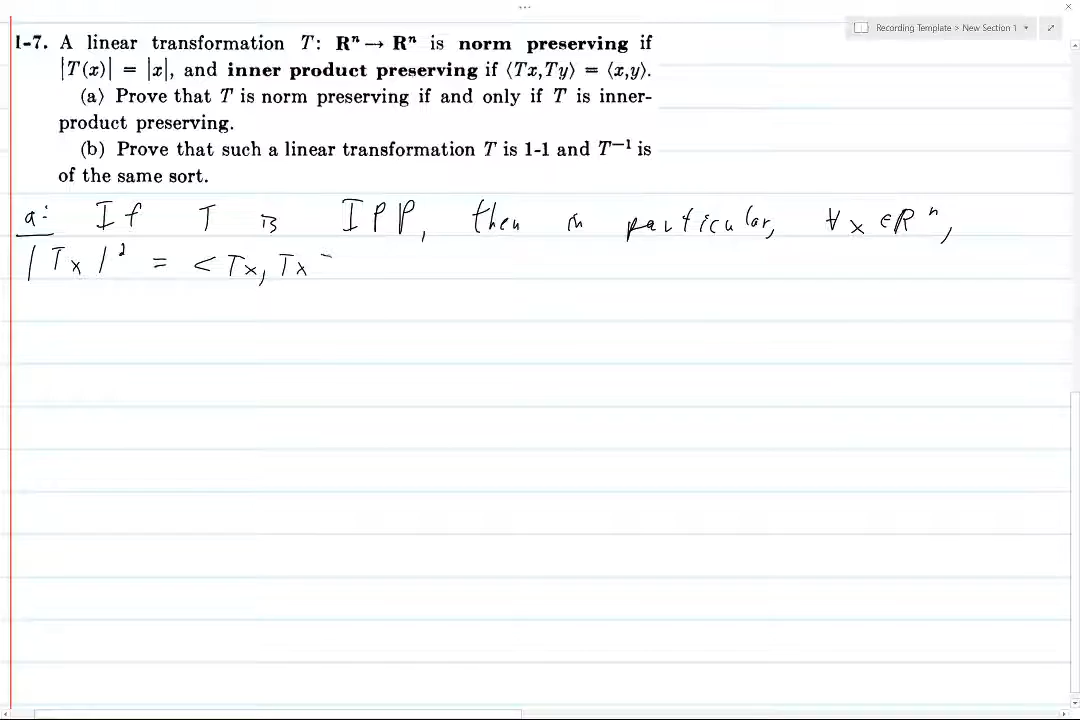 Recording Template > New Section 1
1-7. A linear transformation T: Rⁿ → Rⁿ is norm preserving if
|T(x)| = |x|, and inner product preserving if ⟨Tx,Ty⟩ = ⟨x,y⟩.
(a) Prove that T is norm preserving if and only if T is inner-
product preserving.
(b) Prove that such a linear transformation T is 1-1 and T⁻¹ is
of the same sort.
a: If T is IPP, then in particular, ∀x ∈ ℝⁿ,
|Tx|² = <Tx, Tx